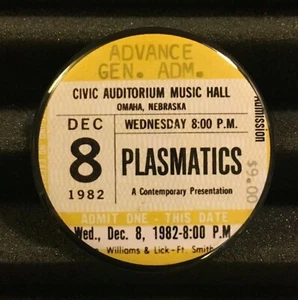 ADVANCE
GEN. ADM.
CIVIC AUDITORIUM MUSIC HALL
OMAHA, NEBRASKA
DEC
8
1982
WEDNESDAY 8:00 P.M.
PLASMATICS
A Contemporary Presentation
$9.00
ADMIT ONE - THIS DATE
Wed., Dec. 8, 1982-8:00 P.M
Williams & Lick-Ft. Smith